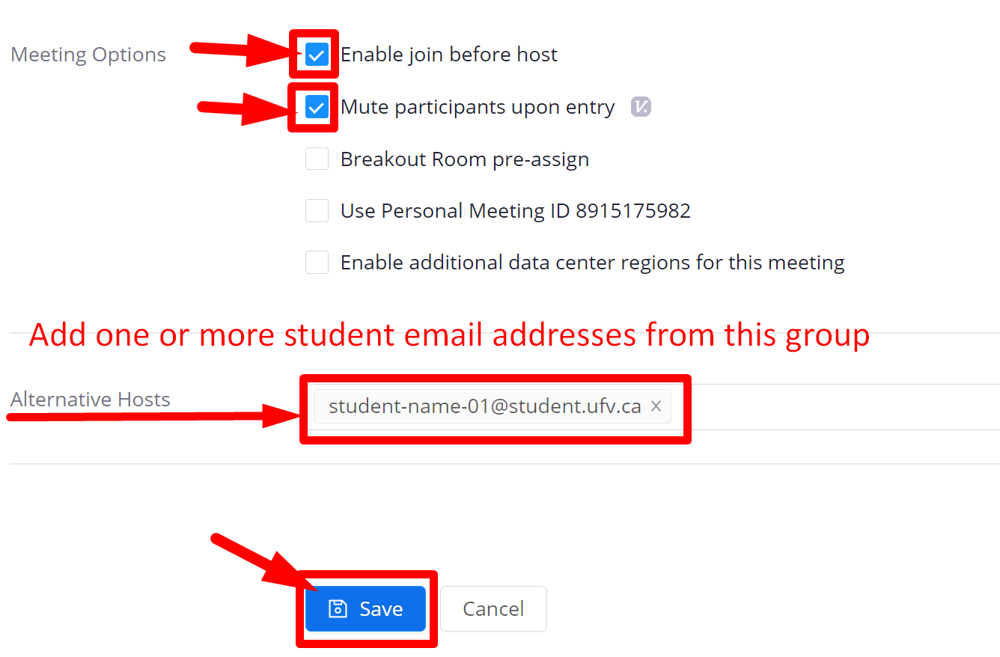 Meeting Options
Enable join before host
Mute participants upon entry V.
Breakout Room pre-assign
Use Personal Meeting ID 8915175982
Enable additional data center regions for this meeting
Add one or more student email addresses from this group
Alternative Hosts
student-name-01@student.ufv.ca ×
Save Cancel